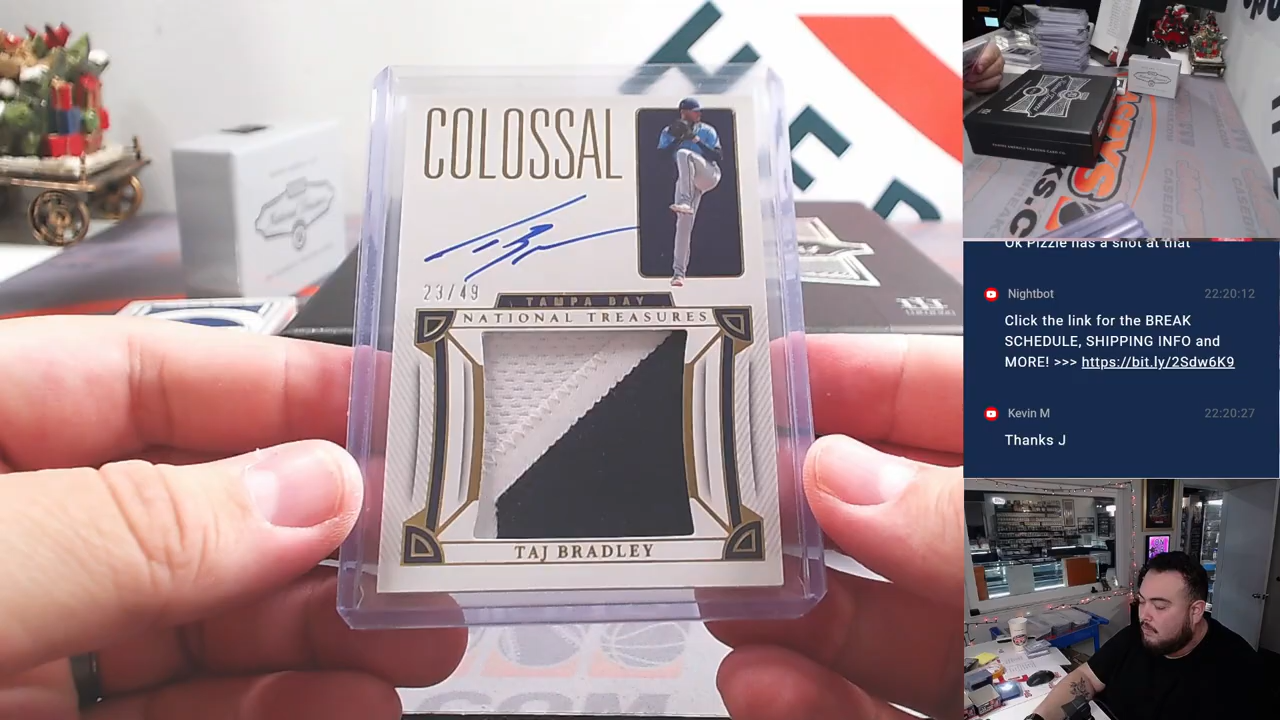 COLOSSAL
23/49
TAMPA BAY
NATIONAL TREASURES
TAJ BRADLEY
Ok Pizzle has a shot at that
Nightbot 22:20:12
Click the link for the BREAK
SCHEDULE, SHIPPING INFO and
MORE! >>> https://bit.ly/2Sdw6K9
Kevin M 22:20:27
Thanks J